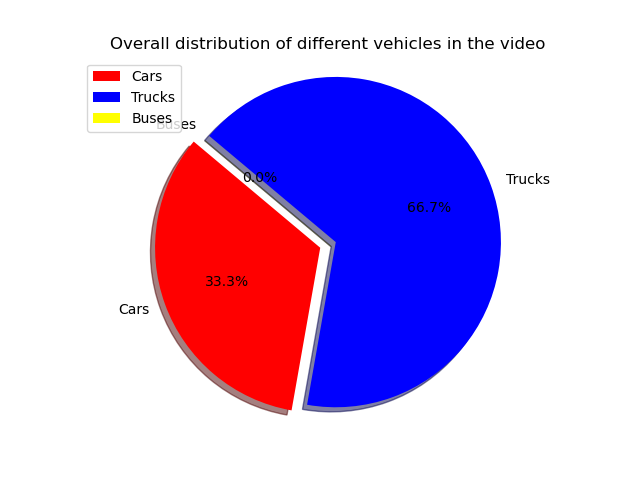 Overall distribution of different vehicles in the video
Cars
Trucks
Buses
Buses
0.0%
Trucks
66.7%
33.3%
Cars